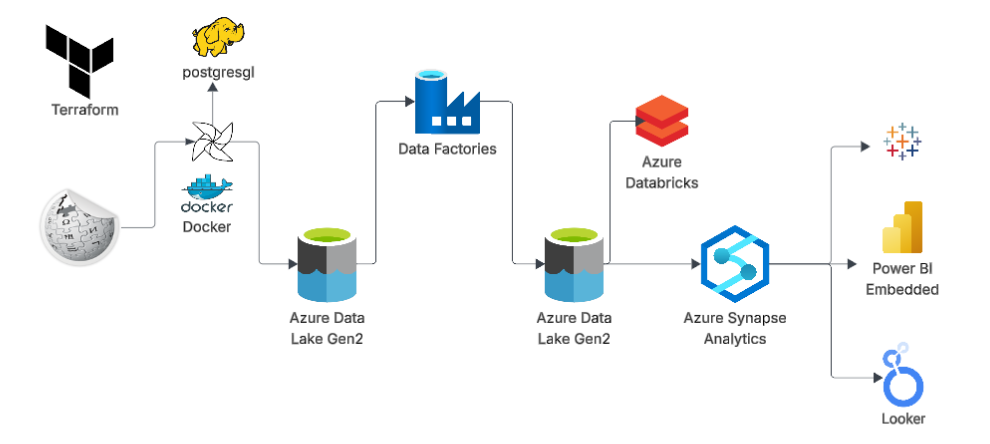 Terraform
postgresgl
docker
Docker
Data Factories
Azure Data
Lake Gen2
Azure Data
Lake Gen2
Azure
Databricks
Azure Synapse
Analytics
Power BI
Embedded
Looker